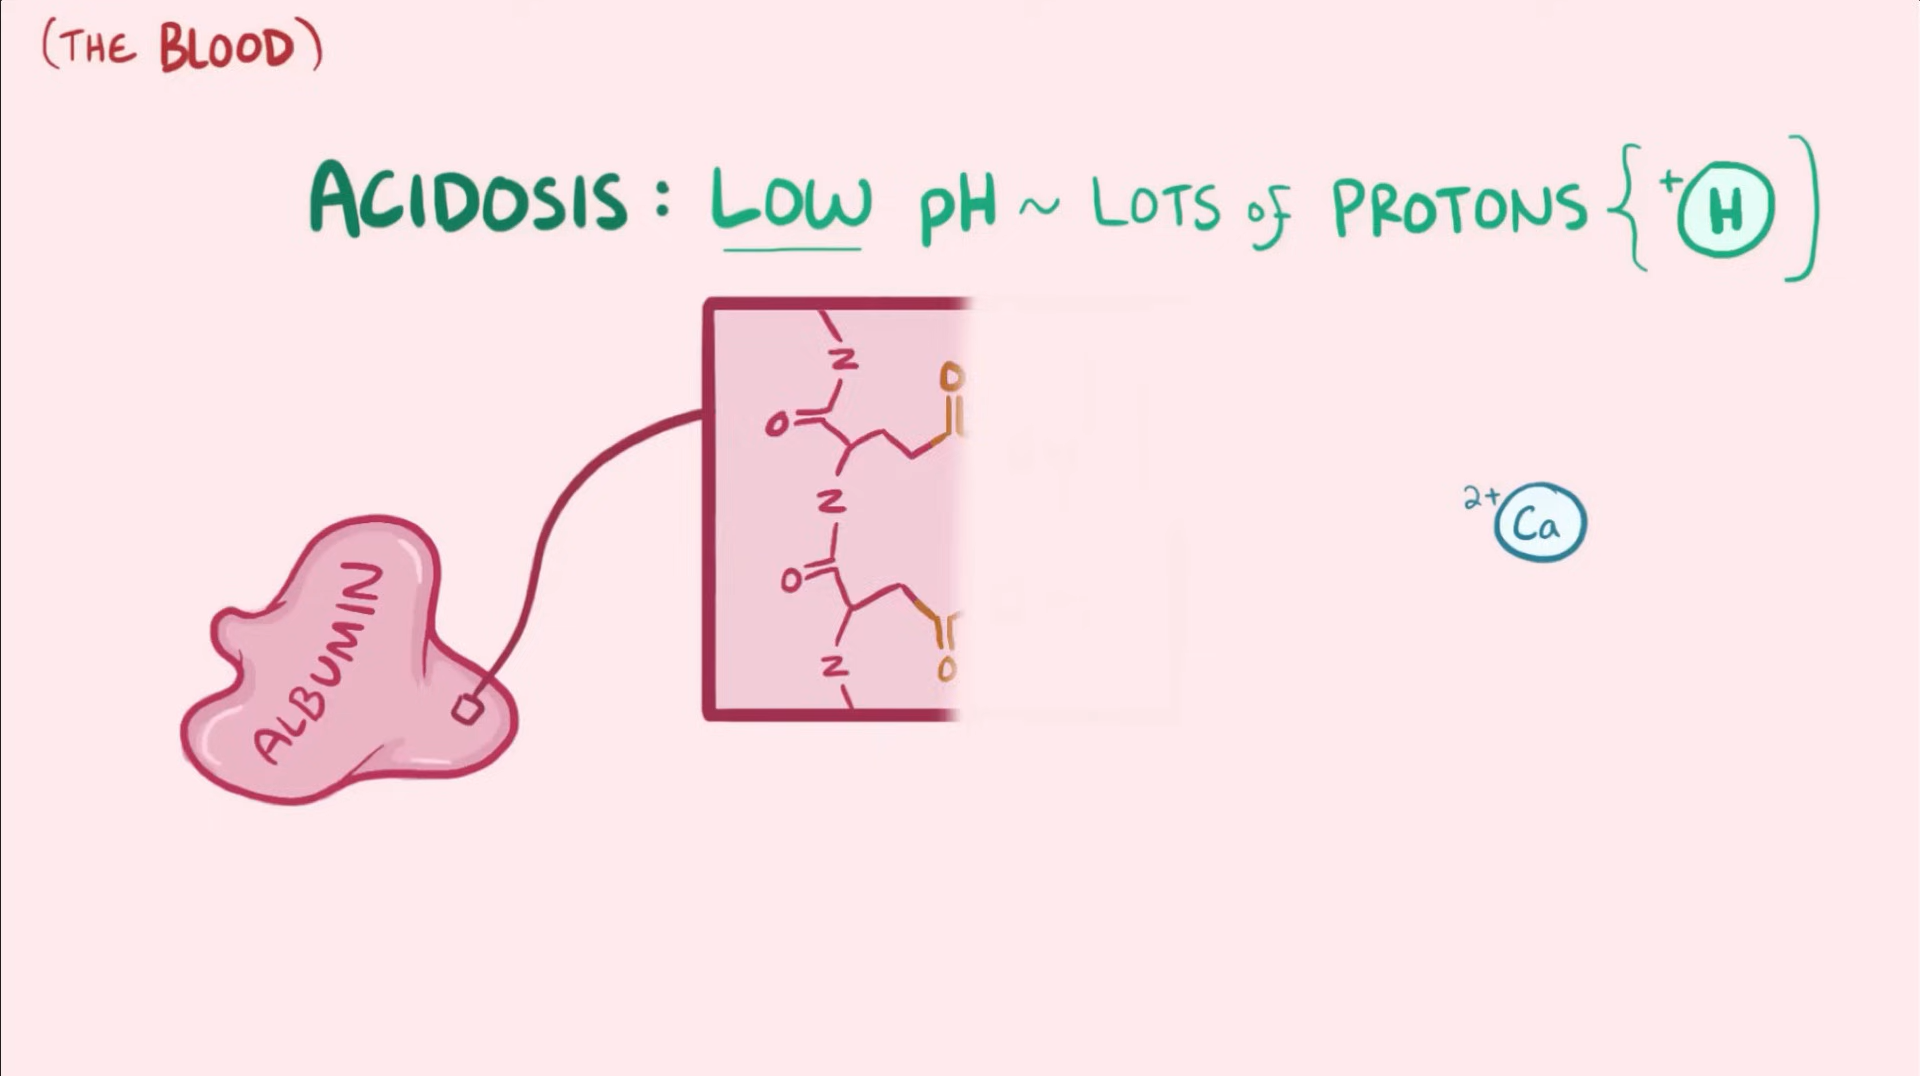 (THE BLOOD)
ACIDOSIS: LOW pH ~ LOTS of PROTONS { + H ]
N
O
O
N
O
N
O
2+ Ca
ALBUMIN